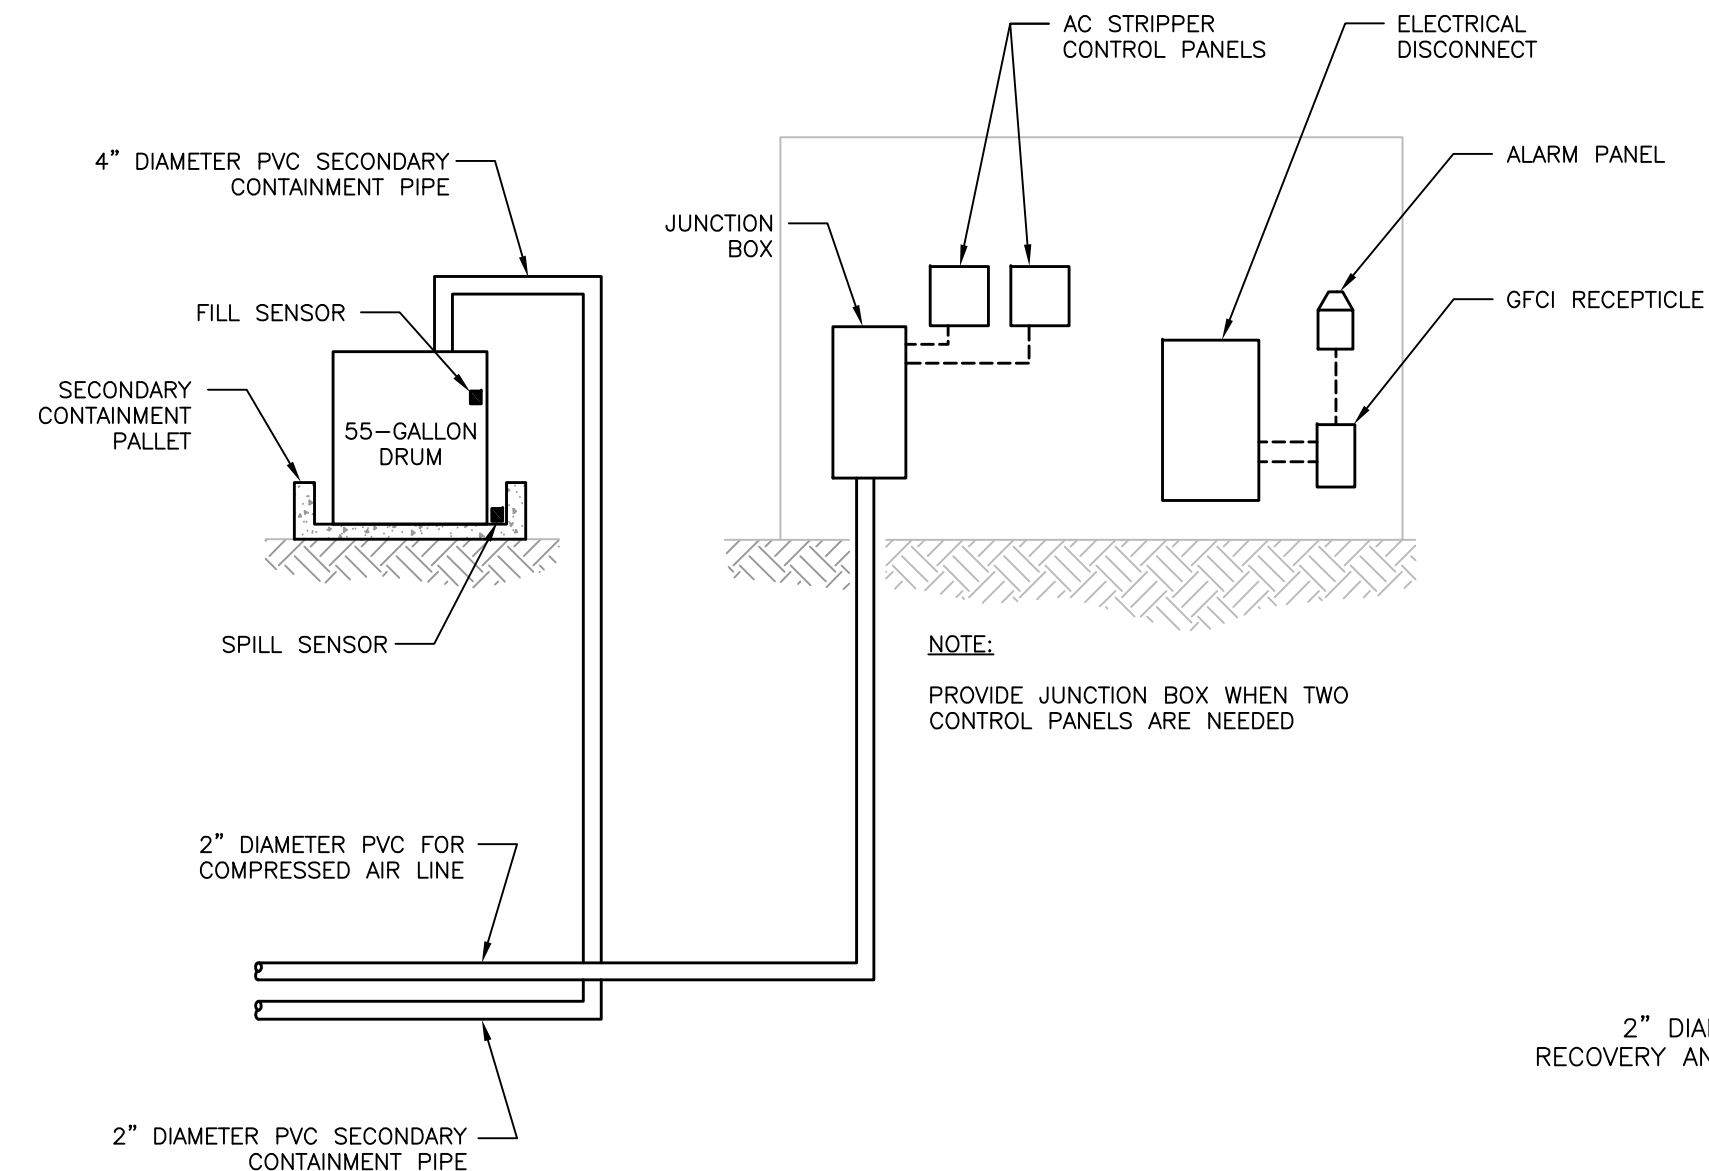 AC STRIPPER
CONTROL PANELS
ELECTRICAL
DISCONNECT
4” DIAMETER PVC SECONDARY
CONTAINMENT PIPE
ALARM PANEL
JUNCTION
BOX
FILL SENSOR
GFCI RECEPTICLE
SECONDARY
CONTAINMENT
PALLET
55-GALLON
DRUM
SPILL SENSOR
NOTE:
PROVIDE JUNCTION BOX WHEN TWO
CONTROL PANELS ARE NEEDED
2” DIAMETER PVC FOR
COMPRESSED AIR LINE
2”
RECOVERY
2” DIAMETER PVC SECONDARY
CONTAINMENT PIPE